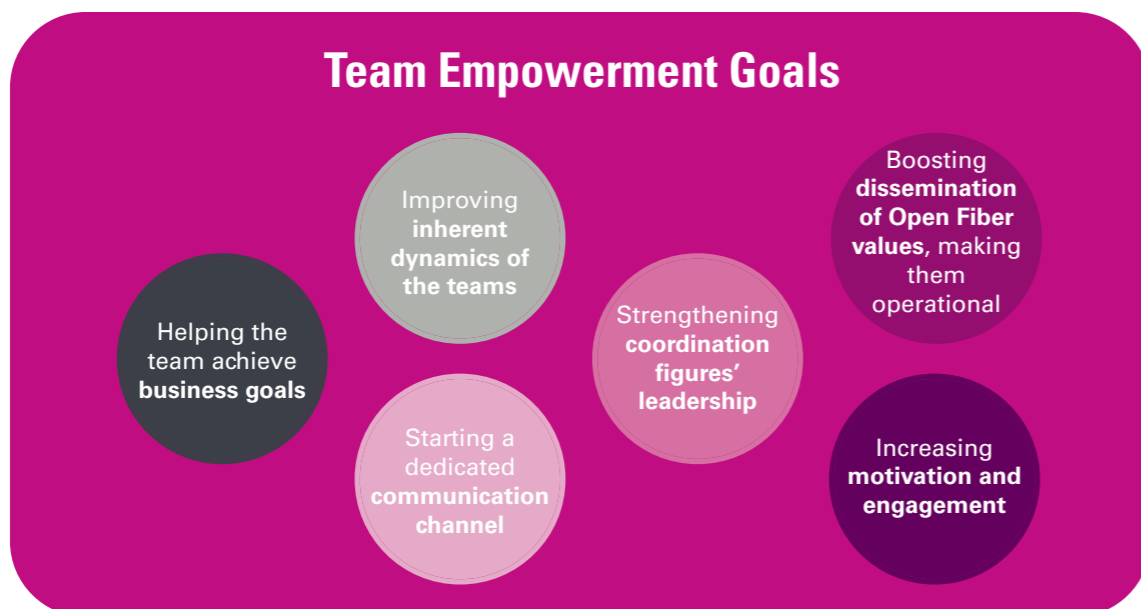 Team Empowerment Goals
Helping the
team achieve
business goals
Improving
inherent
dynamics of
the teams
Starting a
dedicated
communication
channel
Strengthening
coordination
figures’
leadership
Boosting
dissemination
of Open Fiber
values, making
them
operational
Increasing
motivation and
engagement